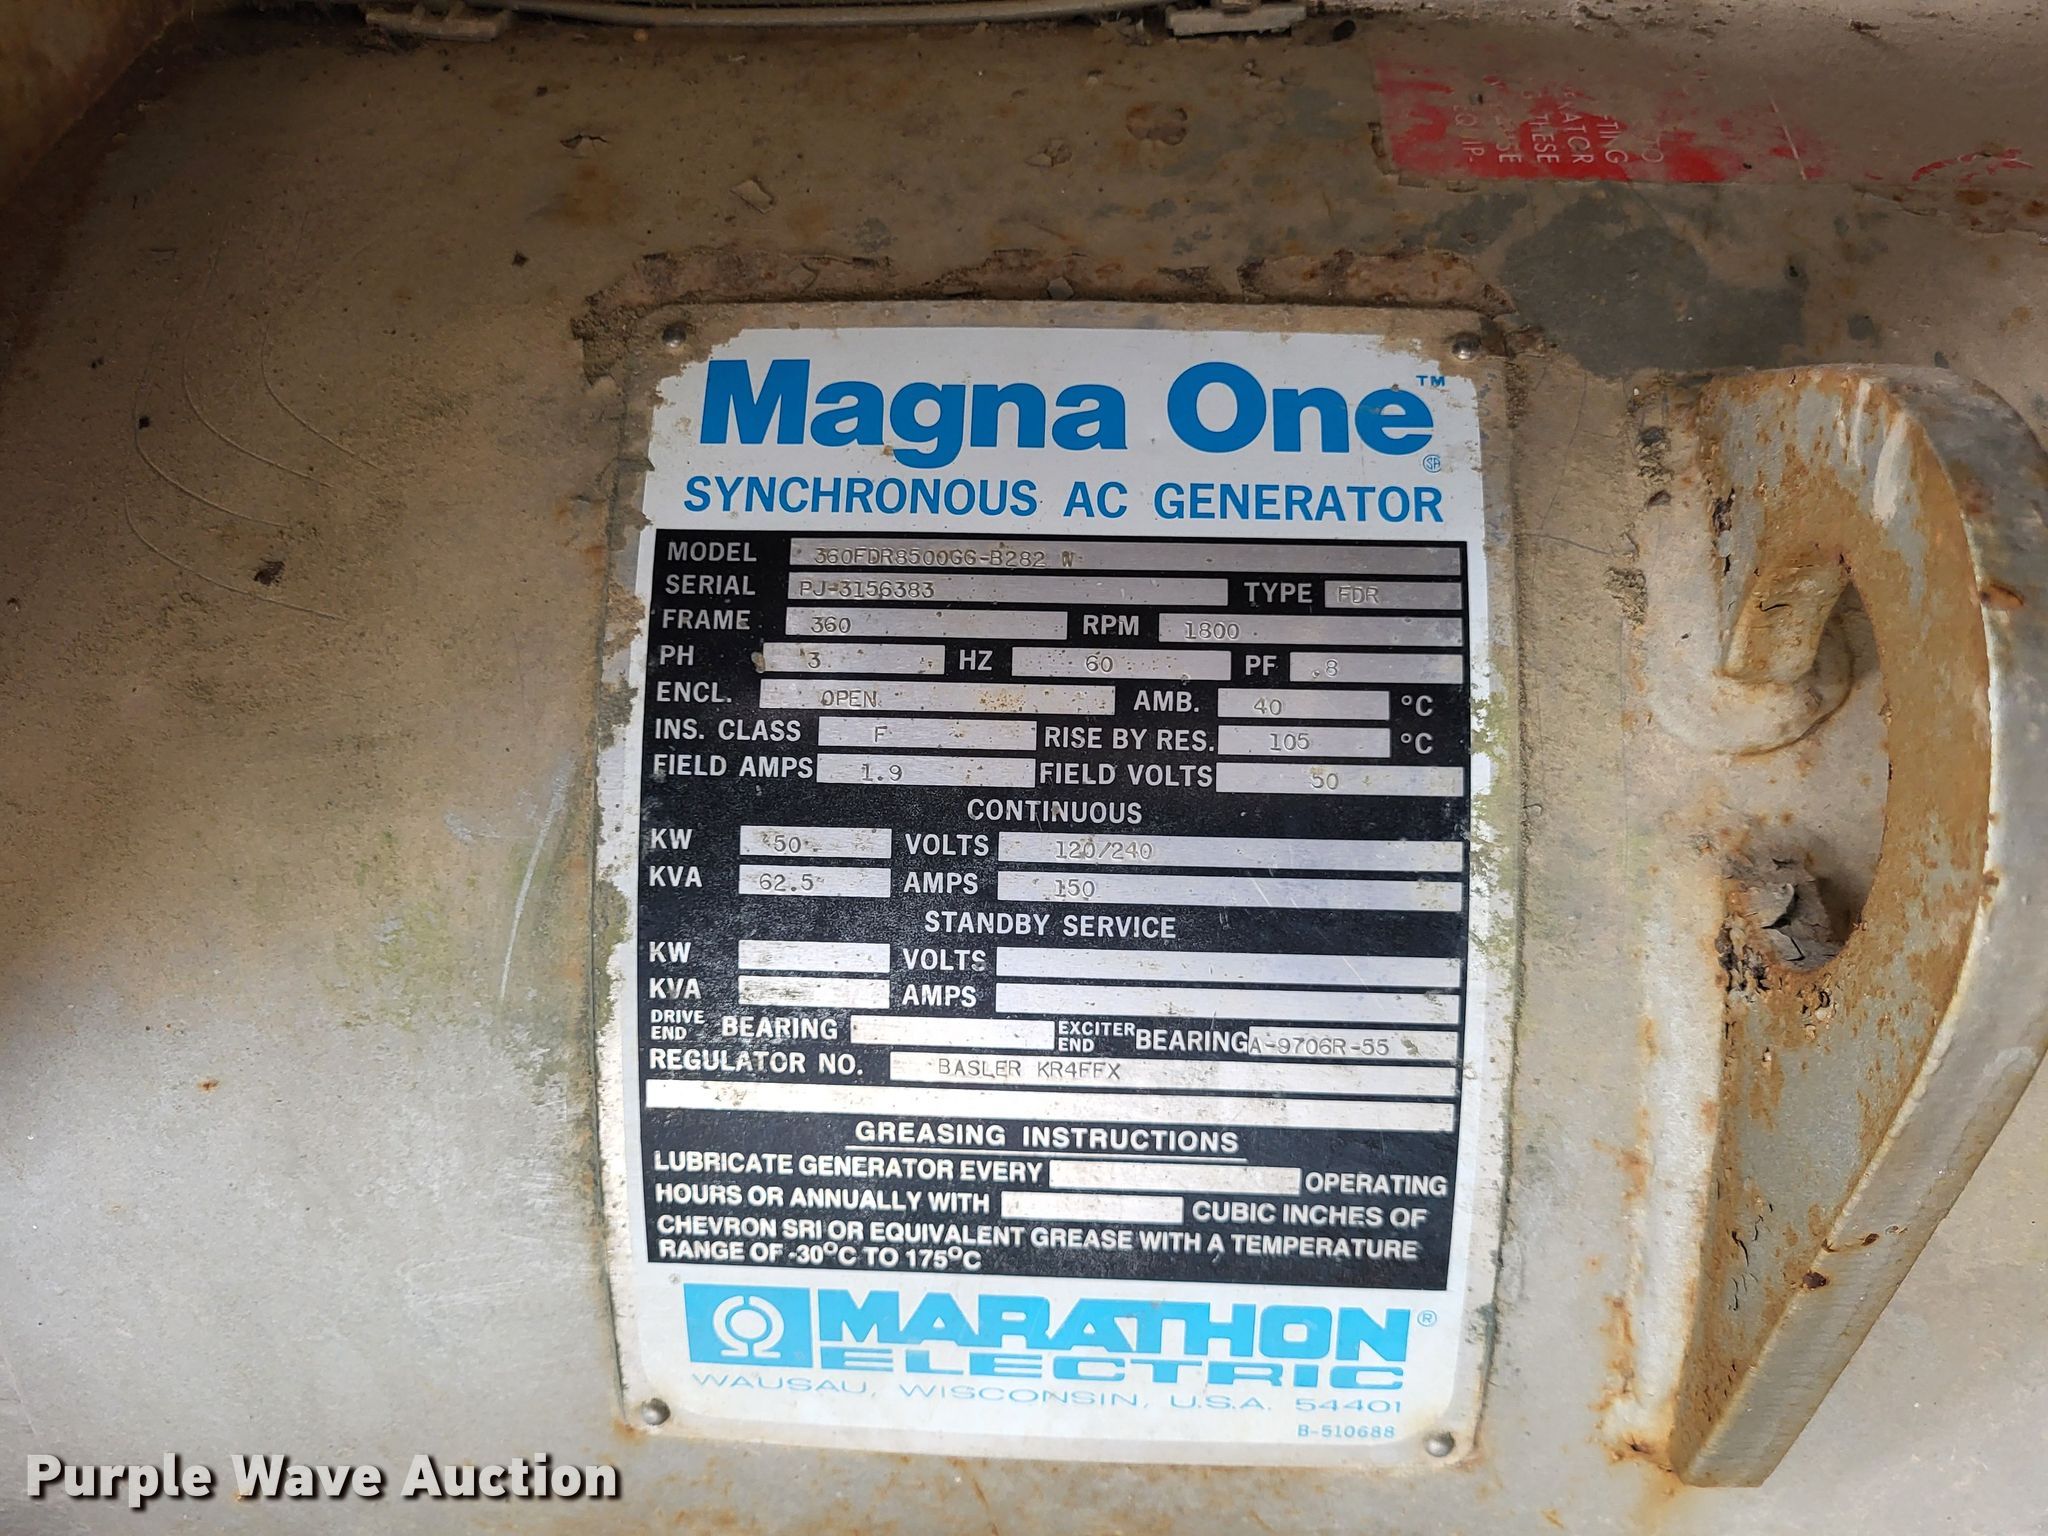 Magna One™
SYNCHRONOUS AC GENERATOR
MODEL 360FDR8500GG-B282 W
SERIAL PJ-3156383 TYPE FDR
FRAME 360 RPM 1800
PH 3 HZ 60 PF .8
ENCL. OPEN AMB. 40 °C
INS. CLASS F RISE BY RES. 105 °C
FIELD AMPS 1.9 FIELD VOLTS 50
CONTINUOUS
KW 50 VOLTS 120/240
KVA 62.5 AMPS 150
STANDBY SERVICE
KW VOLTS
KVA AMPS
DRIVE END BEARING EXCITER END BEARING A-9706R-55
REGULATOR NO. BASLER KR4FFX
GREASING INSTRUCTIONS
LUBRICATE GENERATOR EVERY OPERATING
HOURS OR ANNUALLY WITH CUBIC INCHES OF
CHEVRON SRI OR EQUIVALENT GREASE WITH A TEMPERATURE
RANGE OF -30°C TO 175°C
MARATHON®
ELECTRIC
WAUSAU, WISCONSIN, U.S.A. 54401
B-510688
Purple Wave Auction